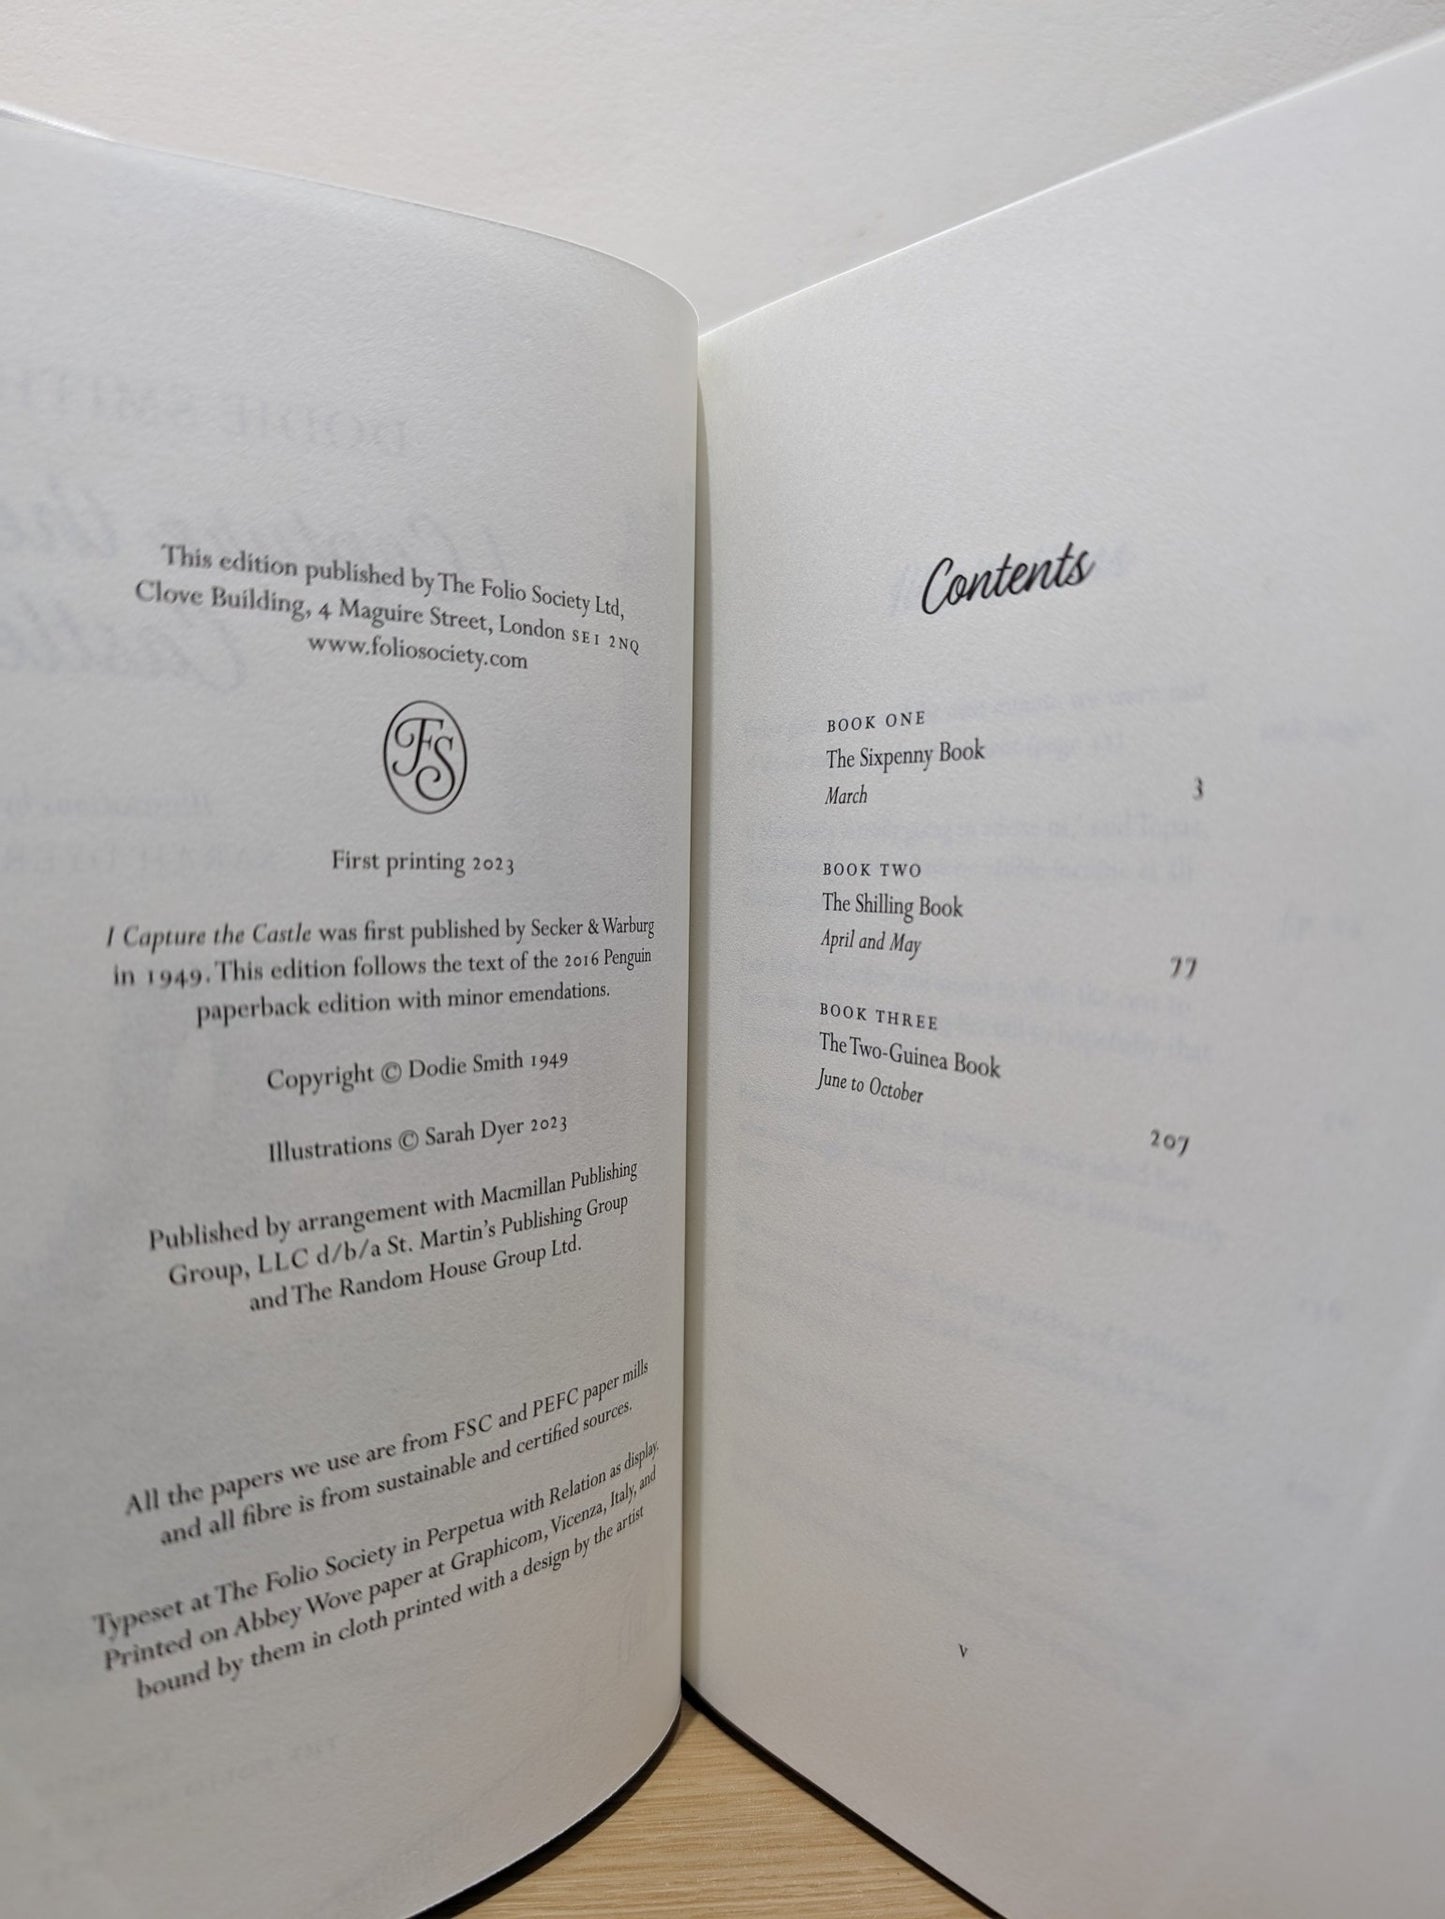 This edition published by The Folio Society Ltd,
Clove Building, 4 Maguire Street, London SE1 2NQ
www.foliosociety.com
FS
First printing 2023
I Capture the Castle was first published by Secker & Warburg
in 1949. This edition follows the text of the 2016 Penguin
paperback edition with minor emendations.
Copyright © Dodie Smith 1949
Illustrations © Sarah Dyer 2023
Published by arrangement with Macmillan Publishing
Group, LLC d/b/a St. Martin's Publishing Group
and The Random House Group Ltd.
All the papers we use are from FSC and PEFC paper mills
and all fibre is from sustainable and certified sources.
Typeset at The Folio Society in Perpetua with Relation as display.
Printed on Abbey Wove paper at Graphicom, Vicenza, Italy, and
bound by them in cloth printed with a design by the artist
Contents
BOOK ONE
The Sixpenny Book
March 3
BOOK TWO
The Shilling Book
April and May 77
BOOK THREE
The Two-Guinea Book
June to October 207
v